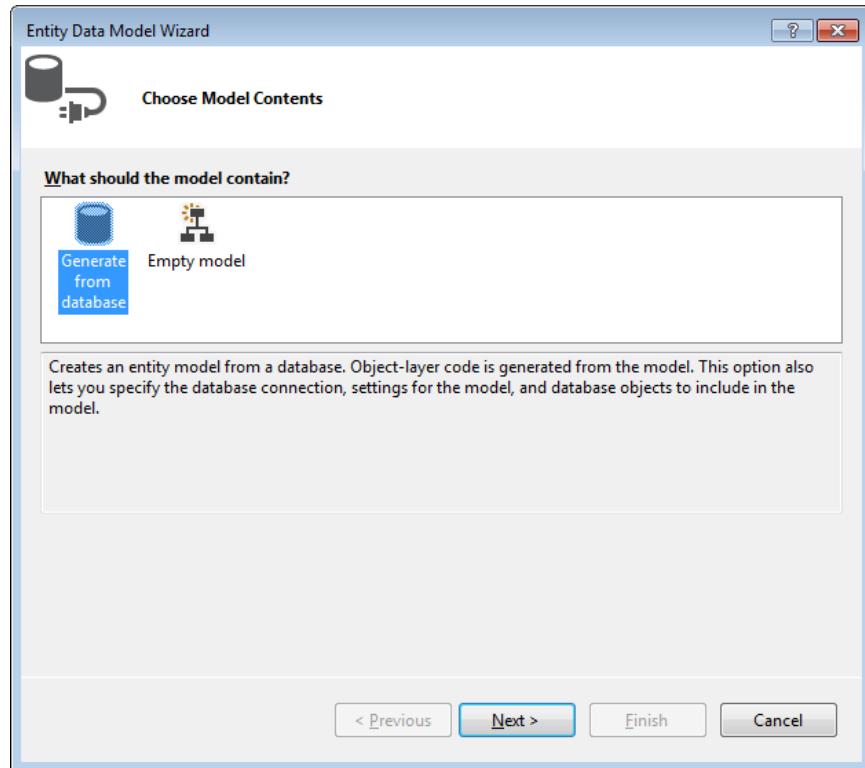 Entity Data Model Wizard
?
Choose Model Contents
What should the model contain?
Generate
from
database
Empty model
Creates an entity model from a database. Object-layer code is generated from the model. This option also
lets you specify the database connection, settings for the model, and database objects to include in the
model.
< Previous
Next >
Finish
Cancel